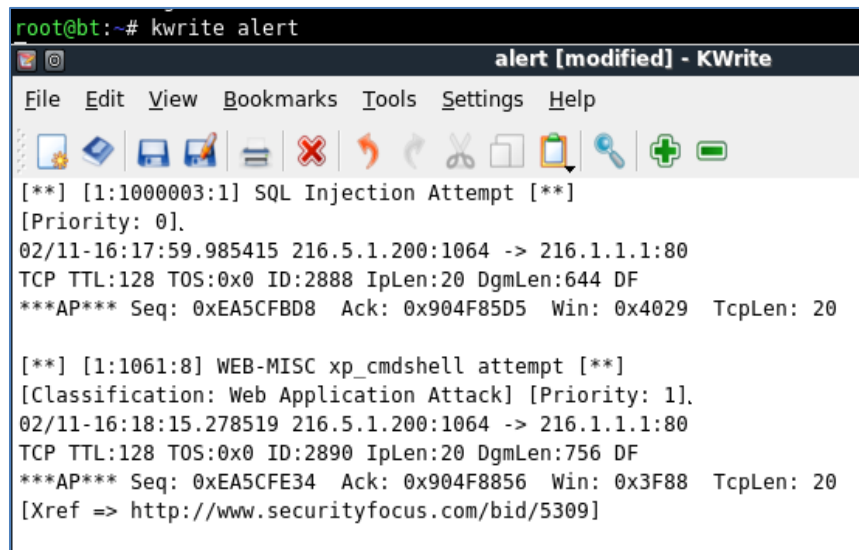 root@bt:~# kwrite alert
alert [modified] - KWrite
File Edit View Bookmarks Tools Settings Help
[**] [1:1000003:1] SQL Injection Attempt [**]
[Priority: 0]
02/11-16:17:59.985415 216.5.1.200:1064 -> 216.1.1.1:80
TCP TTL:128 TOS:0x0 ID:2888 IpLen:20 DgmLen:644 DF
***AP*** Seq: 0xEA5CFBD8  Ack: 0x904F85D5  Win: 0x4029  TcpLen: 20
[**] [1:1061:8] WEB-MISC xp_cmdshell attempt [**]
[Classification: Web Application Attack] [Priority: 1]
02/11-16:18:15.278519 216.5.1.200:1064 -> 216.1.1.1:80
TCP TTL:128 TOS:0x0 ID:2890 IpLen:20 DgmLen:756 DF
***AP*** Seq: 0xEA5CFE34  Ack: 0x904F8856  Win: 0x3F88  TcpLen: 20
[Xref => http://www.securityfocus.com/bid/5309]